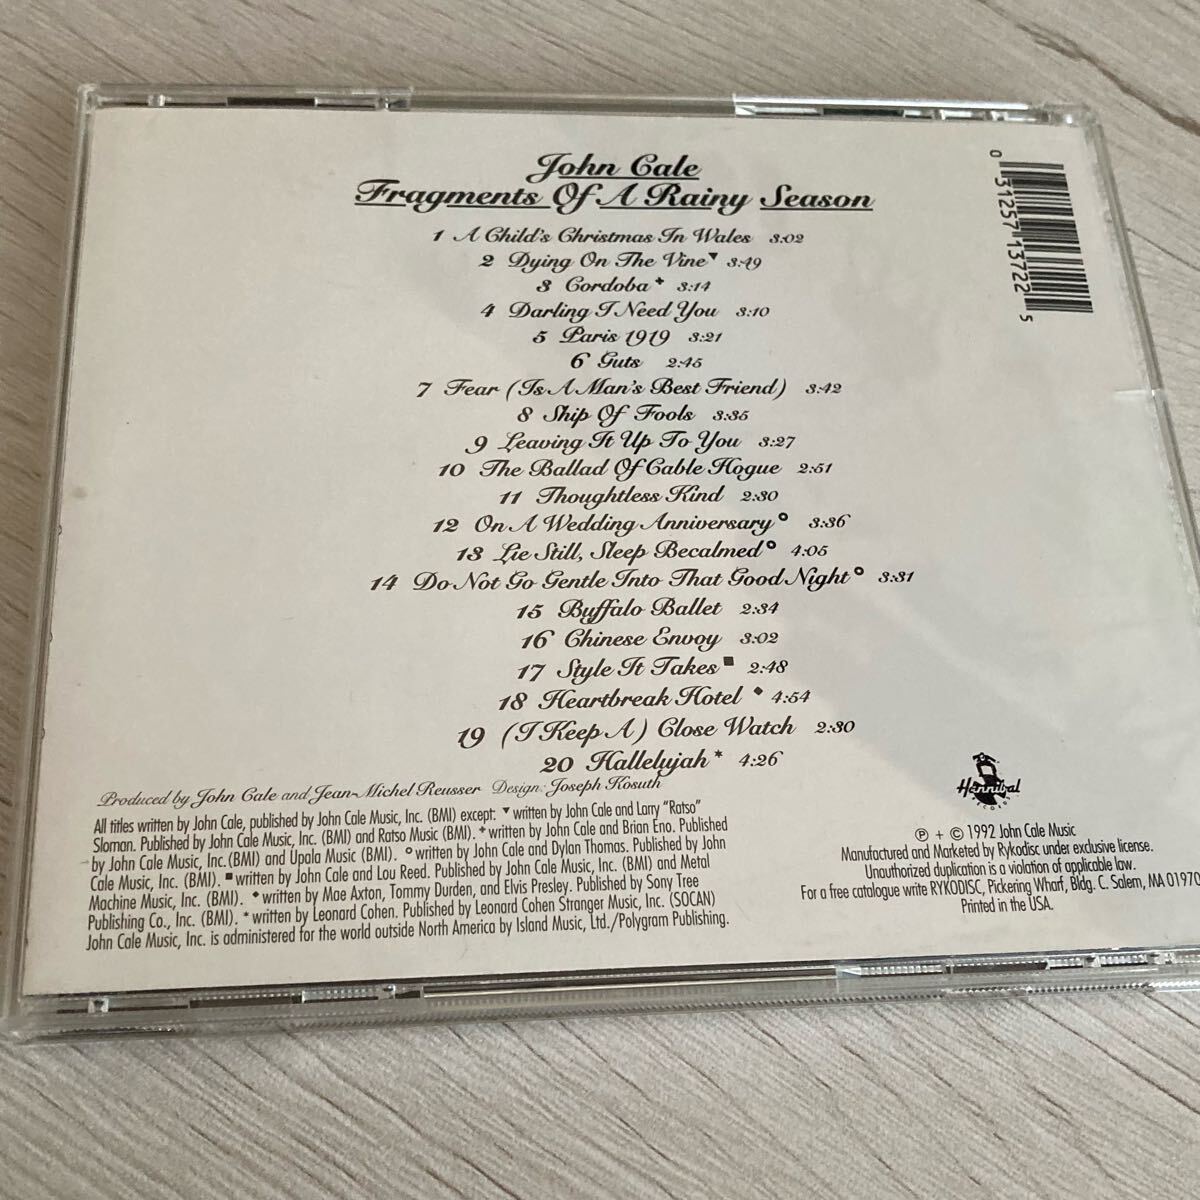 John Cale
Fragments Of A Rainy Season
1 A Child's Christmas In Wales 3:02
2 Dying On The Vine▼ 3:49
3 Cordoba✦ 3:14
4 Darling I Need You 3:10
5 Paris 1919 3:21
6 Guts 2:45
7 Fear (Is A Man's Best Friend) 3:42
8 Ship Of Fools 3:35
9 Leaving It Up To You 3:27
10 The Ballad Of Cable Hogue 2:51
11 Thoughtless Kind 2:30
12 On A Wedding Anniversary° 3:36
13 Lie Still, Sleep Becalmed° 4:05
14 Do Not Go Gentle Into That Good Night° 3:31
15 Buffalo Ballet 2:34
16 Chinese Envoy 3:02
17 Style It Takes■ 2:48
18 Heartbreak Hotel ◆ 4:54
19 (I Keep A) Close Watch 2:30
20 Hallelujah* 4:26
Produced by John Cale and Jean-Michel Reusser Design: Joseph Kosuth
All titles written by John Cale, published by John Cale Music, Inc. (BMI) except: ▼written by John Cale and Larry "Ratso"
Sloman. Published by John Cale Music, Inc. (BMI) and Ratso Music (BMI). ✦written by John Cale and Brian Eno. Published
by John Cale Music, Inc.(BMI) and Upala Music (BMI). °written by John Cale and Dylan Thomas. Published by John
Cale Music, Inc. (BMI). ■written by John Cale and Lou Reed. Published by John Cale Music, Inc. (BMI) and Metal
Machine Music, Inc. (BMI). ◆written by Mae Axton, Tommy Durden, and Elvis Presley. Published by Sony Tree
Publishing Co., Inc. (BMI). *written by Leonard Cohen. Published by Leonard Cohen Stranger Music, Inc. (SOCAN)
John Cale Music, Inc. is administered for the world outside North America by Island Music, Ltd./Polygram Publishing.
0 31257 13722 5
Hannibal
RECORDS
℗ + © 1992 John Cale Music
Manufactured and Marketed by Rykodisc under exclusive license.
Unauthorized duplication is a violation of applicable law.
For a free catalogue write RYKODISC, Pickering Wharf, Bldg. C. Salem, MA 01970
Printed in the USA.